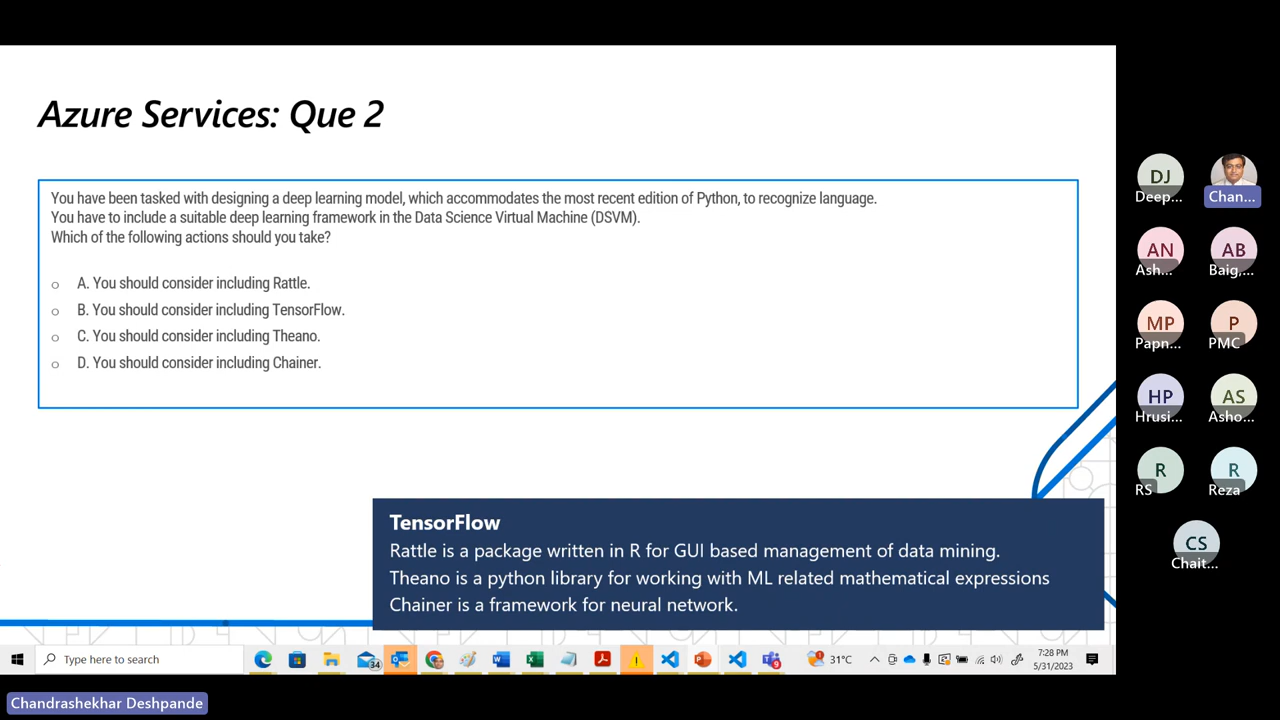 Azure Services: Que 2
You have been tasked with designing a deep learning model, which accommodates the most recent edition of Python, to recognize language.
You have to include a suitable deep learning framework in the Data Science Virtual Machine (DSVM).
Which of the following actions should you take?
A. You should consider including Rattle.
B. You should consider including TensorFlow.
C. You should consider including Theano.
D. You should consider including Chainer.
TensorFlow
Rattle is a package written in R for GUI based management of data mining.
Theano is a python library for working with ML related mathematical expressions
Chainer is a framework for neural network.
DJ
Deep...
Chan...
AN
Ash...
AB
Baig,...
MP
Papn...
P
PMC
HP
Hrusi...
AS
Asho...
R
RS
R
Reza
CS
Chait...
Type here to search
34
9
31°C
7:28 PM
5/31/2023
Chandrashekhar Deshpande